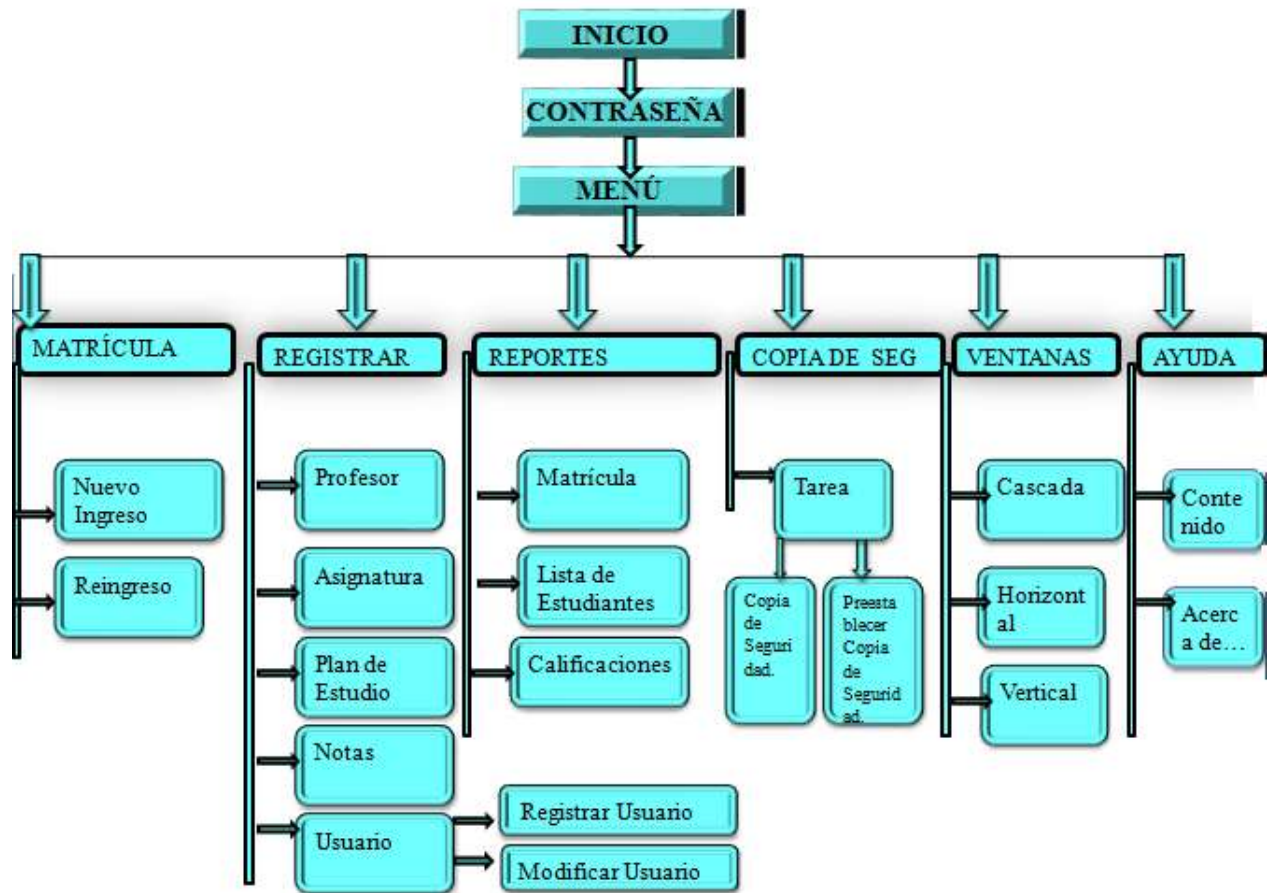 INICIO
CONTRASEÑA
MENÚ
MATRÍCULA
REGISTRAR
REPORTES
COPIA DE SEG
VENTANAS
AYUDA
Nuevo
Ingreso
Reingreso
Profesor
Asignatura
Plan de
Estudio
Notas
Usuario
Registrar Usuario
Modificar Usuario
Matrícula
Lista de
Estudiantes
Calificaciones
Tarea
Copia
de
Seguri
dad.
Preesta
blecer
Copia
de
Segurid
ad.
Cascada
Horizont
al
Vertical
Conte
nido
Acerc
a de...